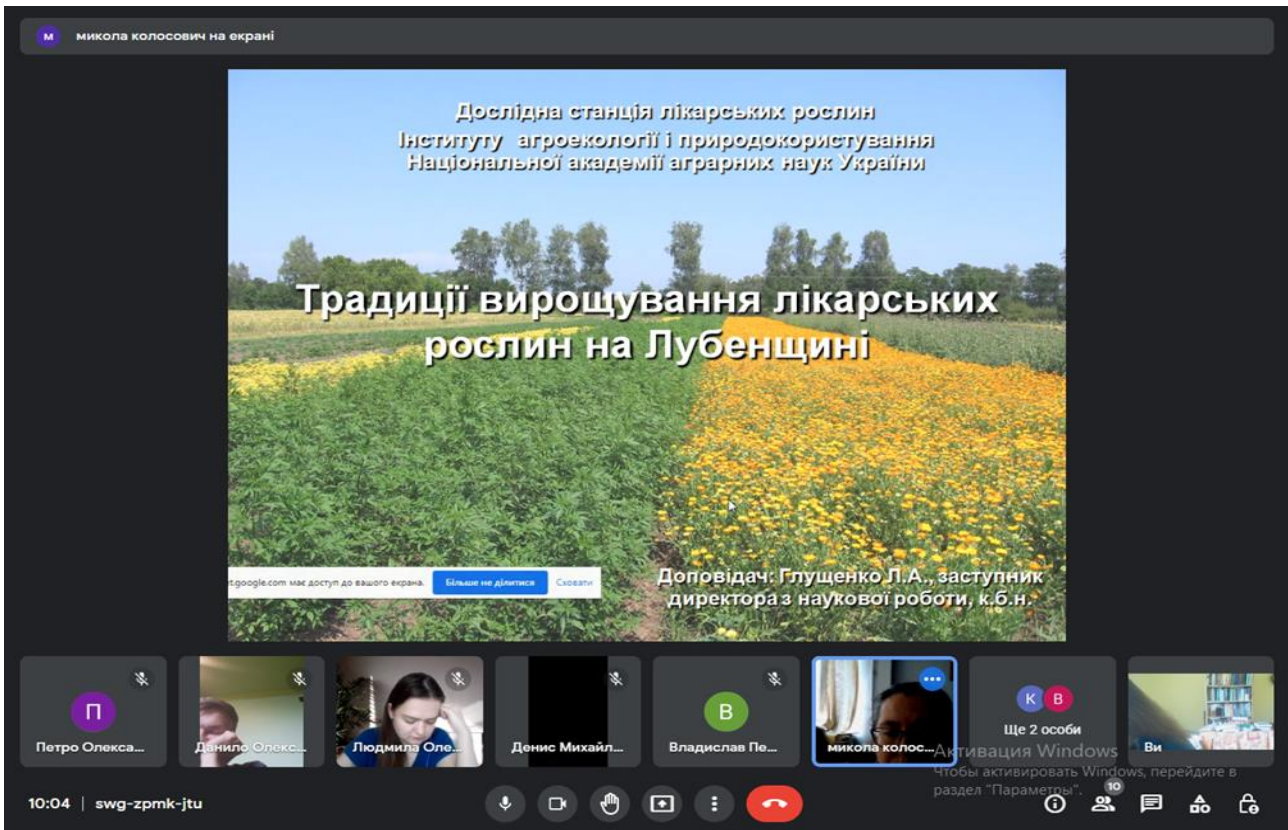 М
микола колосович на екрані
Дослідна станція лікарських рослин
Інституту агроекології і природокористування
Національної академії аграрних наук України
Традиції вирощування лікарських
рослин на Лубенщині
et.google.com має доступ до вашого екрана.
Більше не ділитися
Сховати
Доповідач: Глущенко Л.А., заступник
директора з наукової роботи, к.б.н.
П
Петро Олекса...
Данило Олекс...
Людмила Оле...
Денис Михайл...
В
Владислав Пе...
микола колос...
К В
Ще 2 особи
Ви
Активация Windows
Чтобы активировать Windows, перейдите в
раздел "Параметры".
10:04 | swg-zpmk-jtu
10